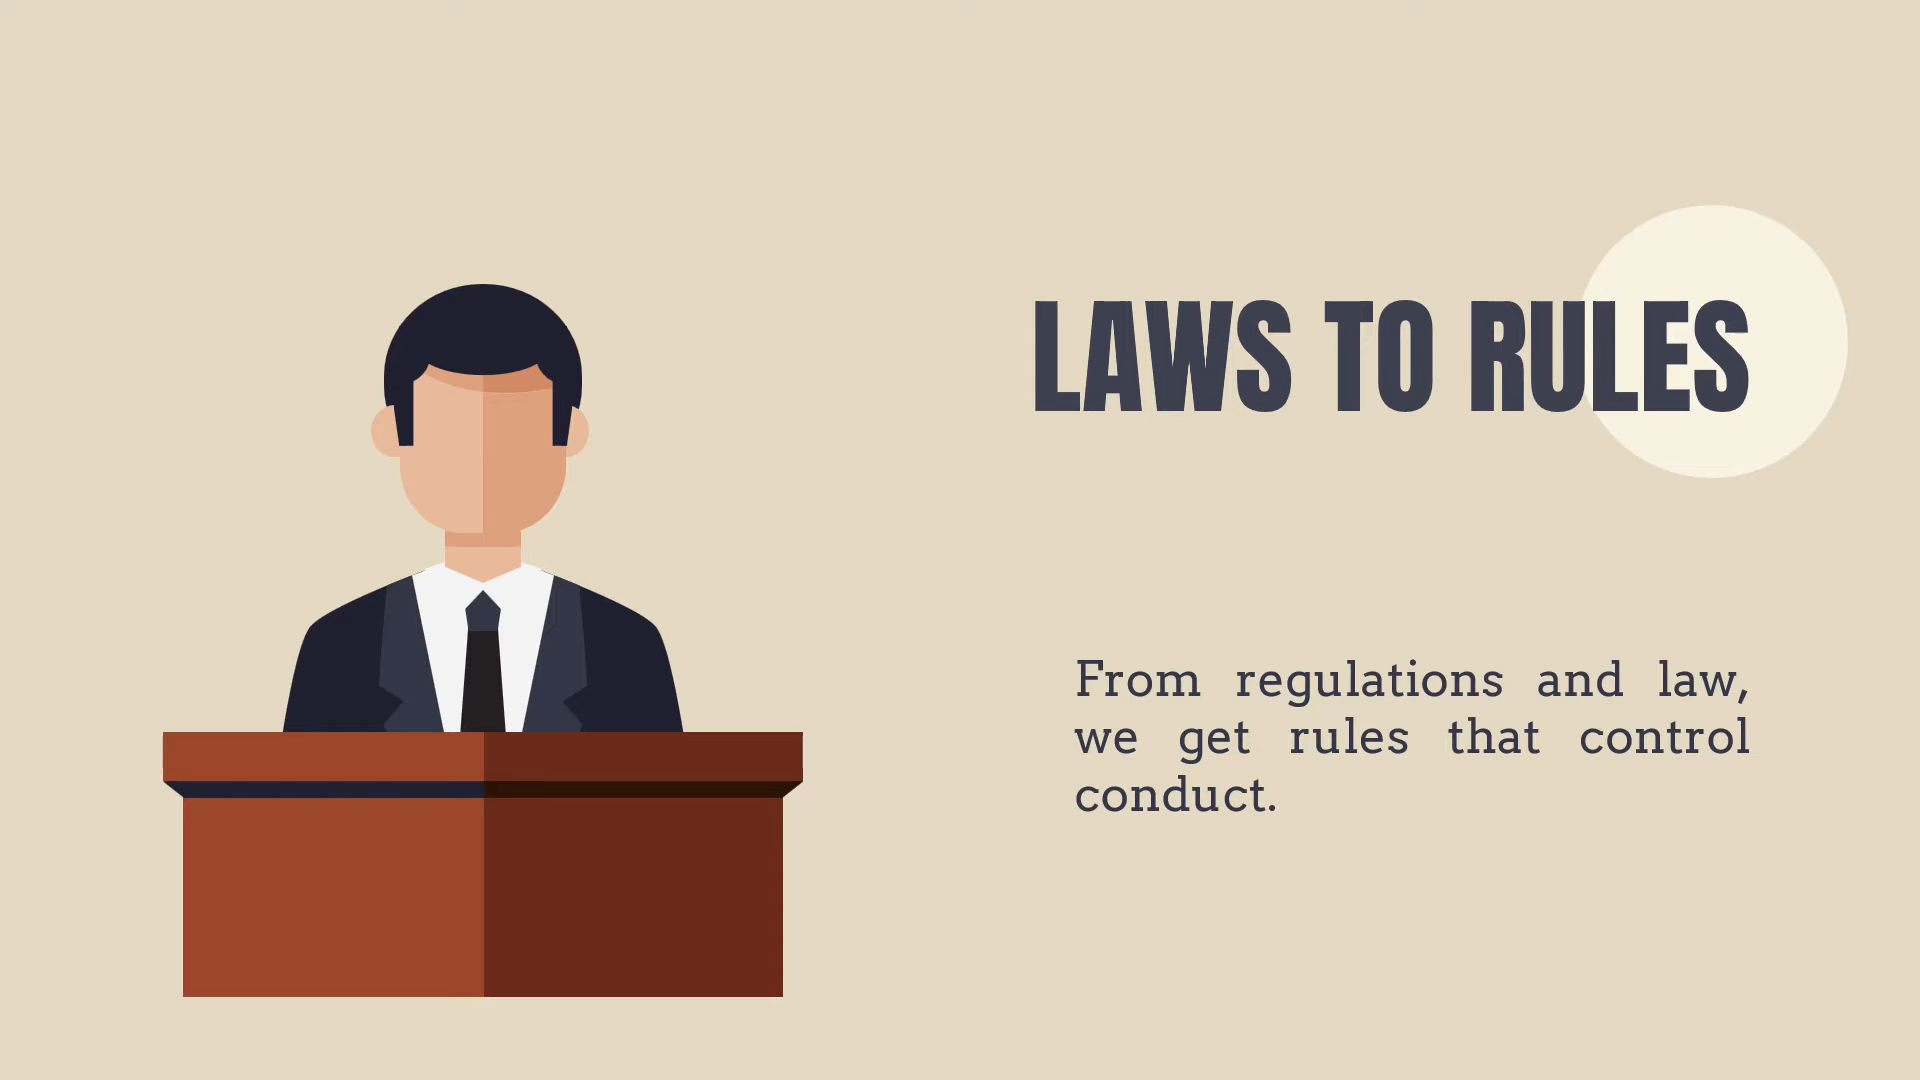 LAWS TO RULES
From regulations and law,
we get rules that control
conduct.